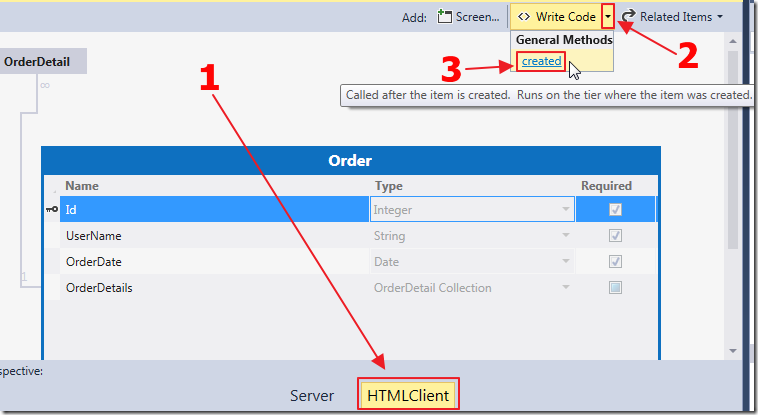 Add: Screen... <> Write Code Related Items
General Methods
OrderDetail
3 created 2
1
Called after the item is created. Runs on the tier where the item was created.
∞
Order
Name Type Required
Id Integer
UserName String
OrderDate Date
1 OrderDetails OrderDetail Collection
spective:
Server HTMLClient